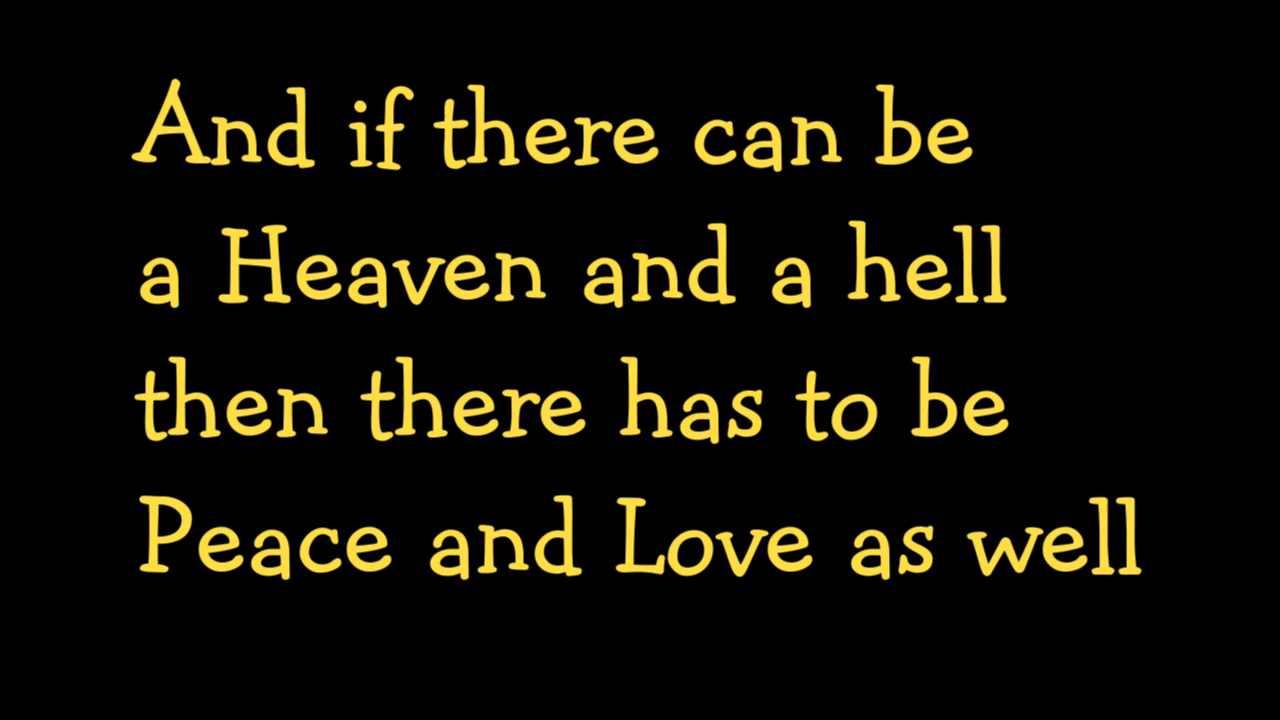 And if there can be
a Heaven and a hell
then there has to be
Peace and Love as well